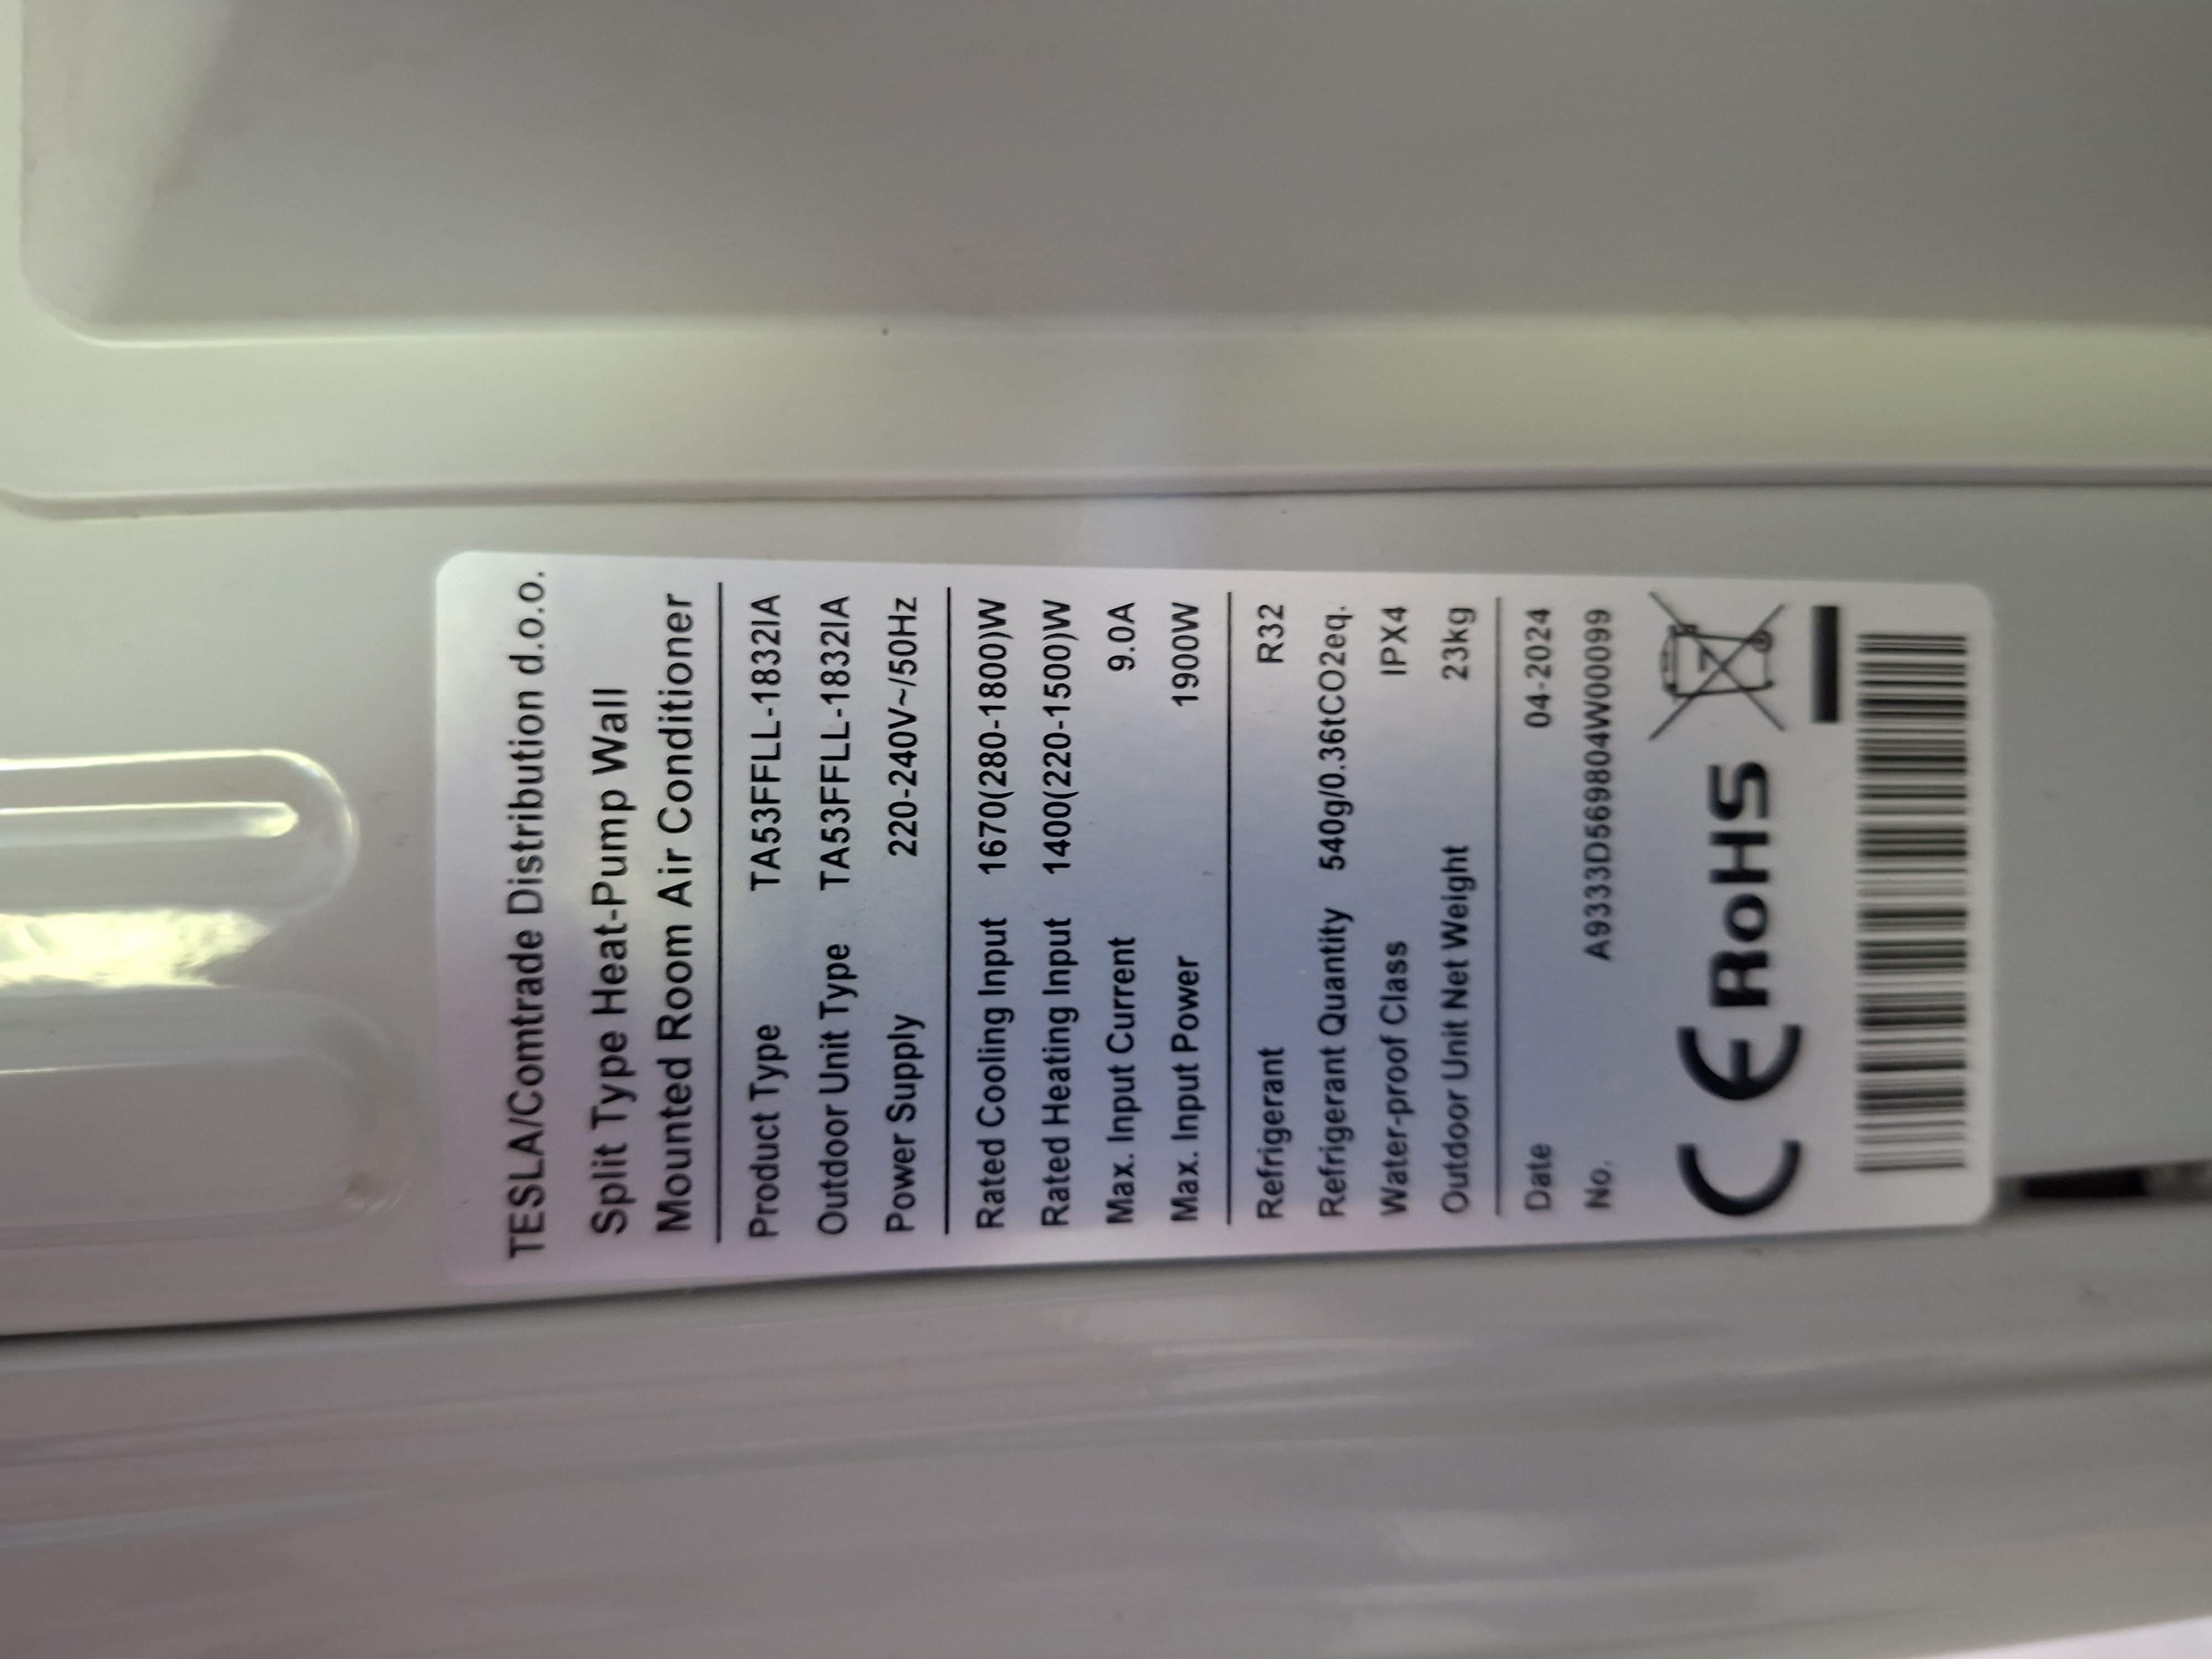 TESLA/Comtrade Distribution d.o.o.
Split Type Heat-Pump Wall
Mounted Room Air Conditioner
Product Type TA53FFLL-1832IA
Outdoor Unit Type TA53FFLL-1832IA
Power Supply 220-240V~/50Hz
Rated Cooling Input 1670(280-1800)W
Rated Heating Input 1400(220-1500)W
Max. Input Current 9.0A
Max. Input Power 1900W
Refrigerant R32
Refrigerant Quantity 540g/0.36tCO2eq.
Water-proof Class IPX4
Outdoor Unit Net Weight 23kg
Date 04-2024
No. A9333D569804W00099
CE RoHS